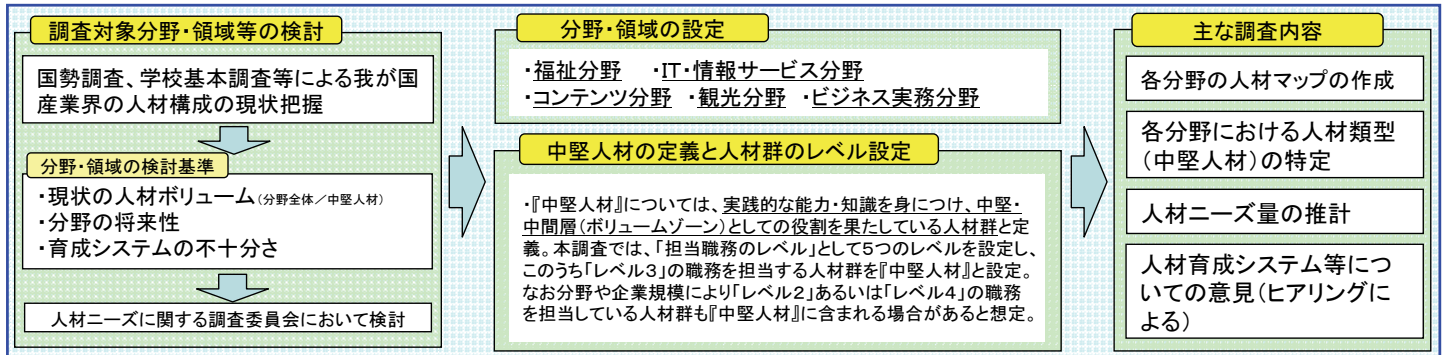 調査対象分野・領域等の検討
国勢調査、学校基本調査等による我が国
産業界の人材構成の現状把握
分野・領域の検討基準
・現状の人材ボリューム(分野全体/中堅人材)
・分野の将来性
・育成システムの不十分さ
人材ニーズに関する調査委員会において検討
分野・領域の設定
・福祉分野 ・IT・情報サービス分野
・コンテンツ分野 ・観光分野 ・ビジネス実務分野
中堅人材の定義と人材群のレベル設定
・『中堅人材』については、実践的な能力・知識を身につけ、中堅・
中間層(ボリュームゾーン)としての役割を果たしている人材群と定
義。本調査では、「担当職務のレベル」として5つのレベルを設定し、
このうち「レベル3」の職務を担当する人材群を『中堅人材』と設定。
なお分野や企業規模により「レベル2」あるいは「レベル4」の職務
を担当している人材群も『中堅人材』に含まれる場合があると想定。
主な調査内容
各分野の人材マップの作成
各分野における人材類型
(中堅人材)の特定
人材ニーズ量の推計
人材育成システム等につ
いての意見(ヒアリングに
よる)